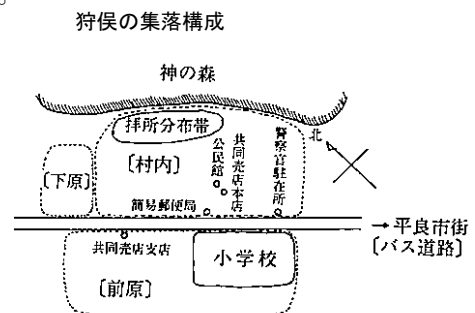 狩俣の集落構成
神の森
拝所分布帯
北
〔村内〕
公民館
共同売店本店
警察官駐在所
〔下原〕
簡易郵便局
→平良市街
〔バス道路〕
共同売店支店
小学校
〔前原〕